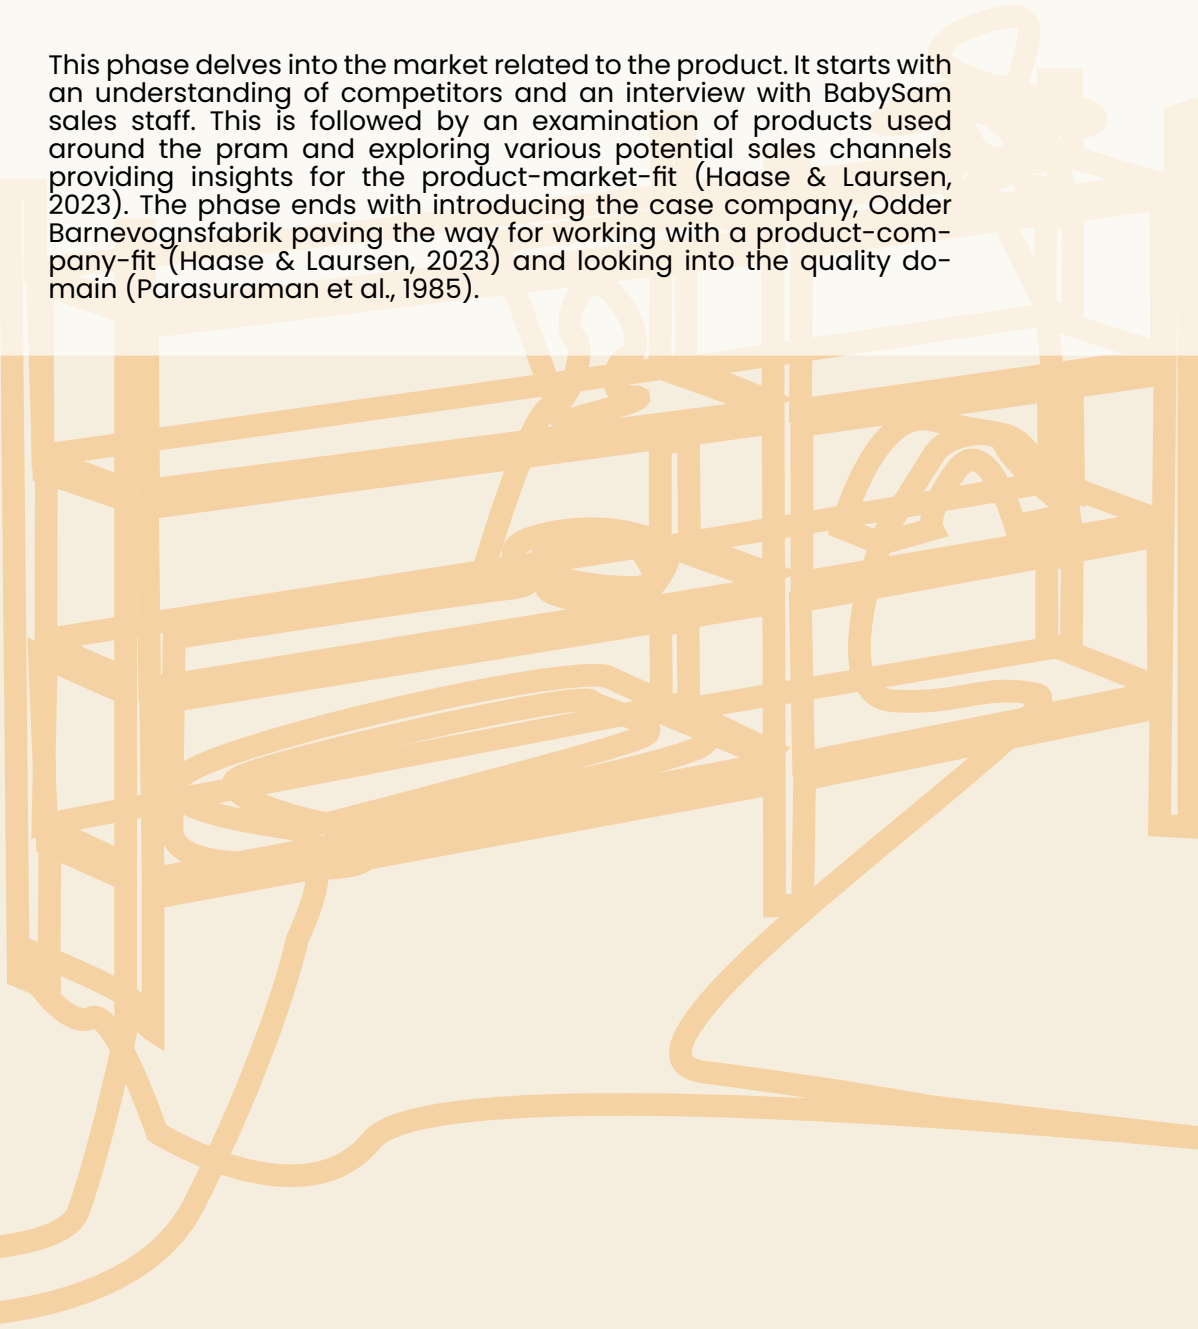 This phase delves into the market related to the product. It starts with
an understanding of competitors and an interview with BabySam
sales staff. This is followed by an examination of products used
around the pram and exploring various potential sales channels
providing insights for the product-market-fit (Haase & Laursen,
2023). The phase ends with introducing the case company, Odder
Barnevognsfabrik paving the way for working with a product-com-
pany-fit (Haase & Laursen, 2023) and looking into the quality do-
main (Parasuraman et al., 1985).